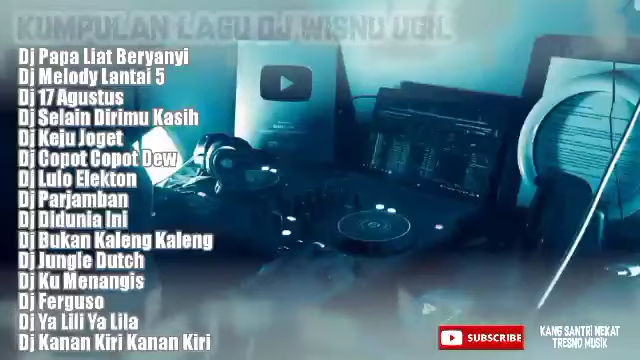 KUMPULAN LAGU DJ WISNU UGIL
Dj Papa Liat Beryanyi
Dj Melody Lantai 5
Dj 17 Agustus
Dj Selain Dirimu Kasih
Dj Keju Joget
Dj Copot Copot Dew
Dj Lulo Elekton
Dj Parjamban
Dj Didunia Ini
Dj Bukan Kaleng Kaleng
Dj Jungle Dutch
Dj Ku Menangis
Dj Ferguso
Dj Ya Lili Ya Lila
Dj Kanan Kiri Kanan Kiri
SUBSCRIBE
KANG SANTRI NEKAT
TRESNO MUSIK